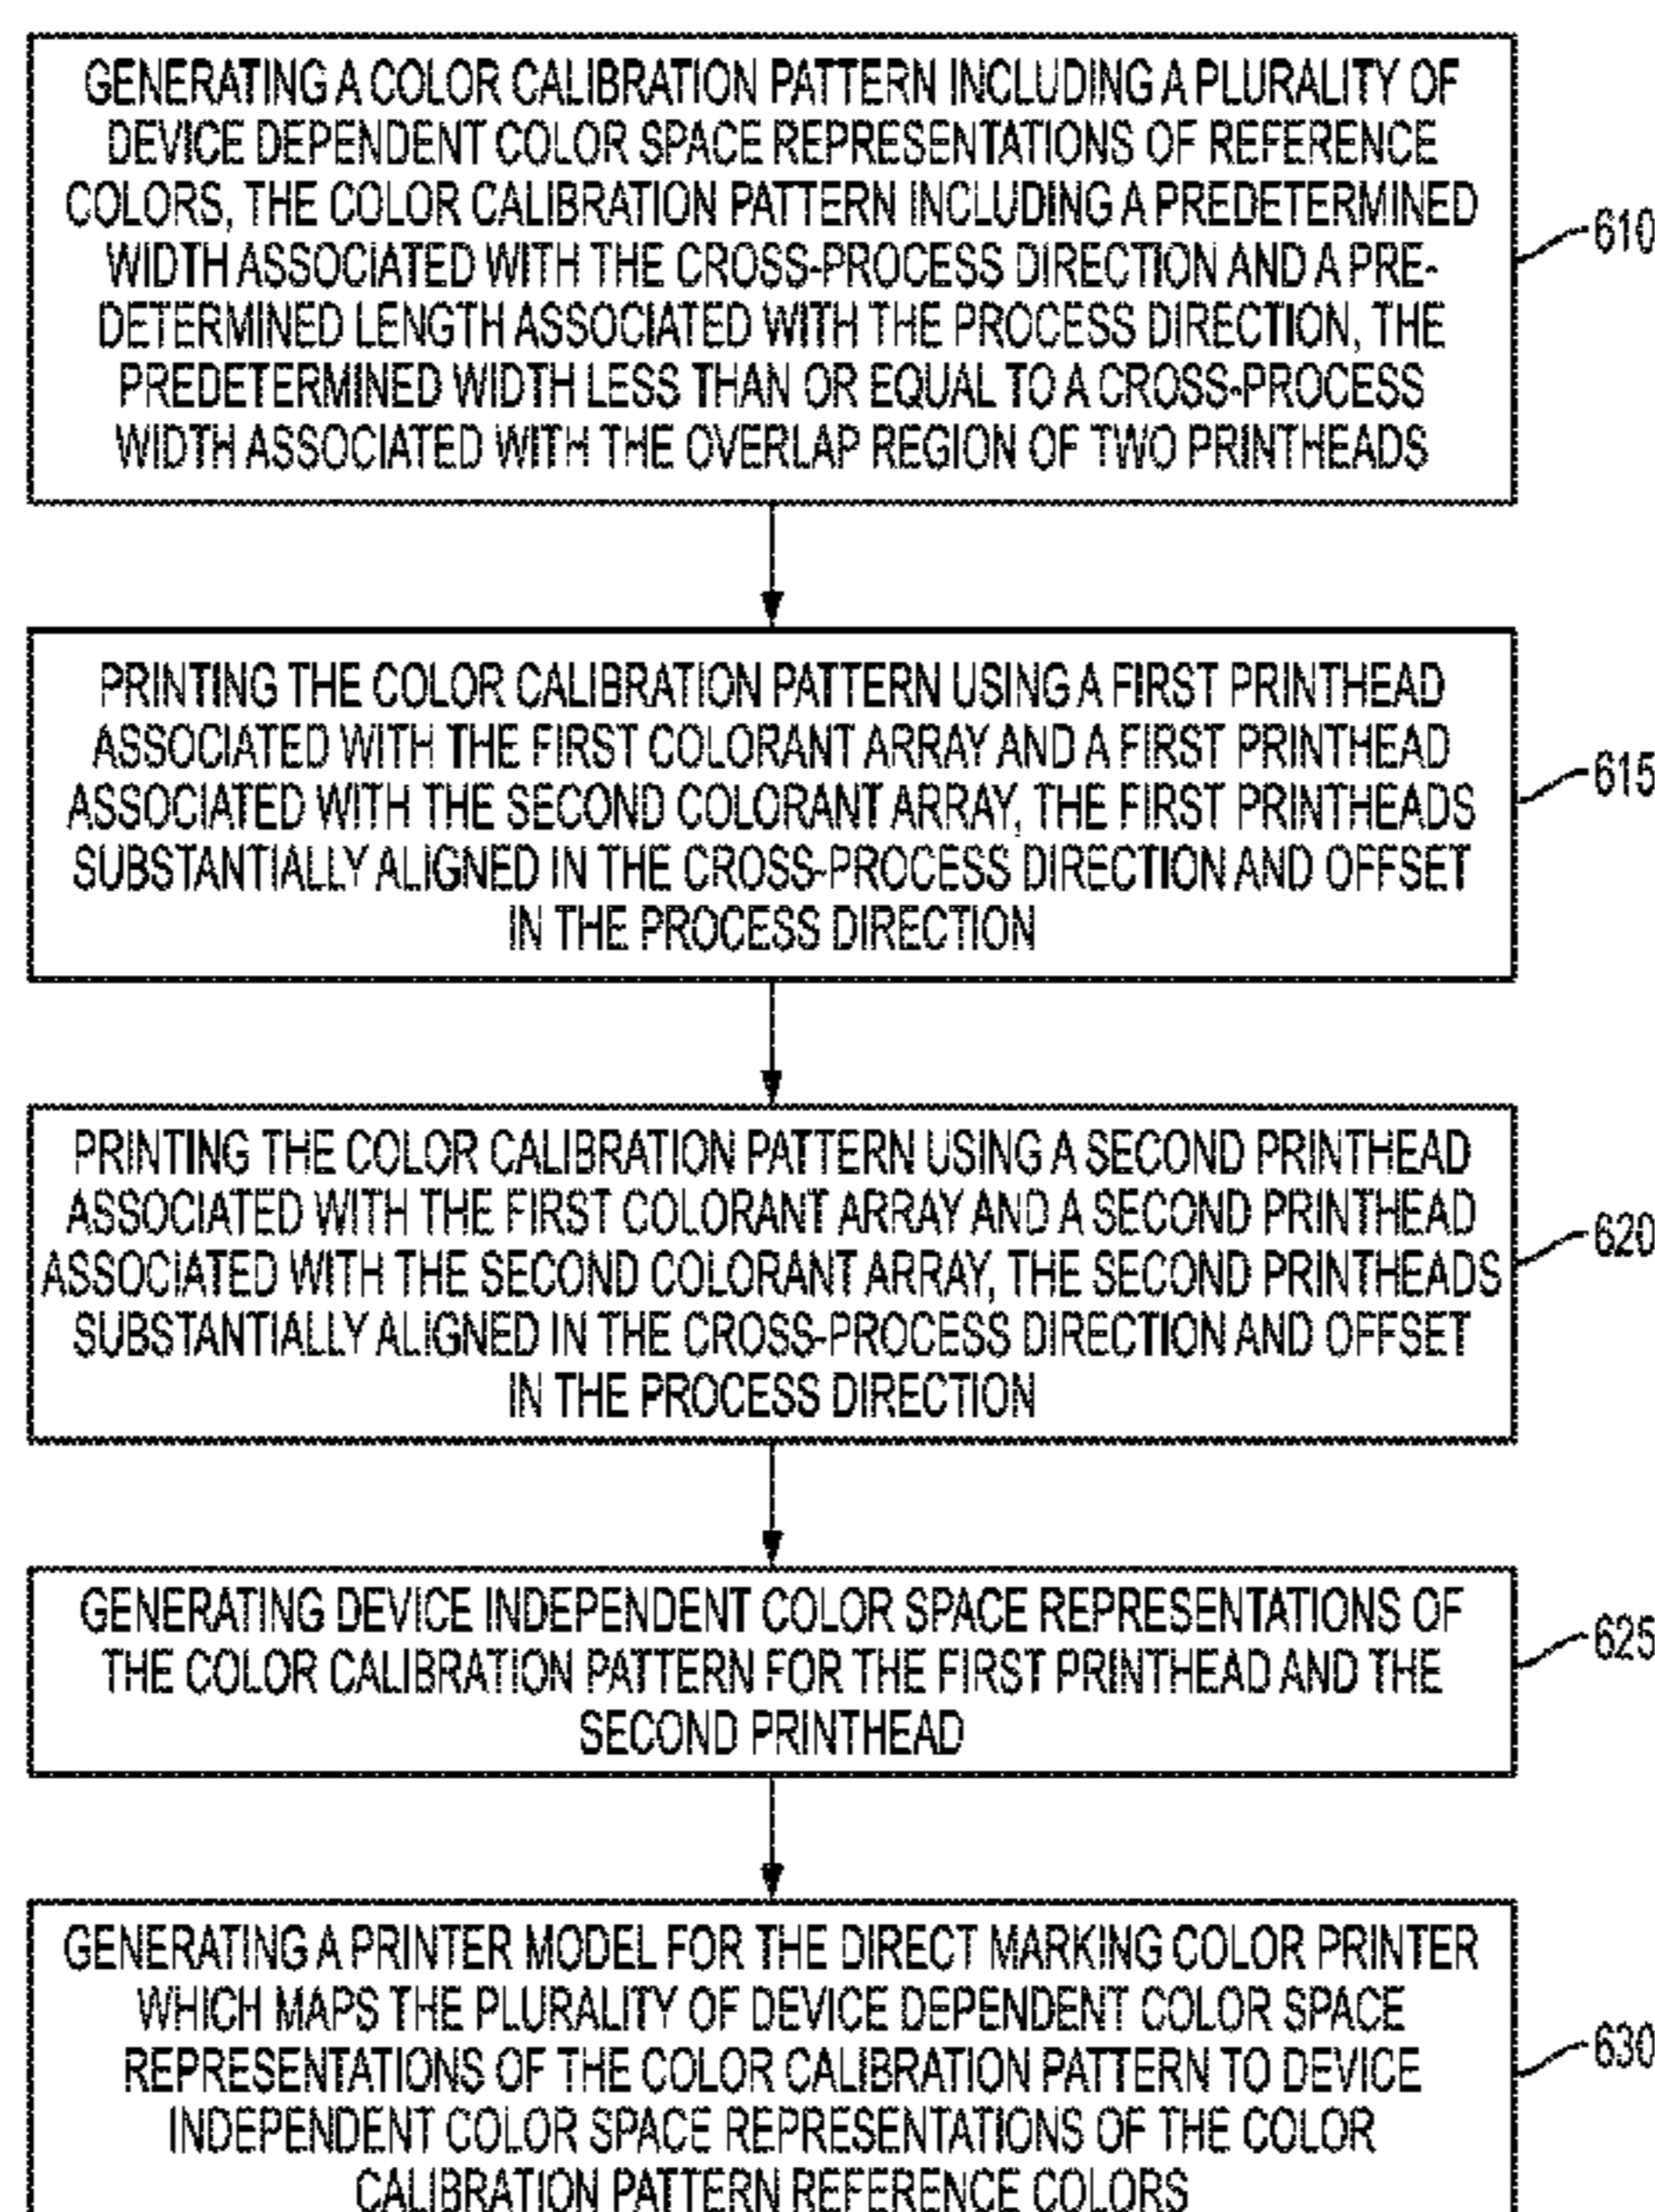 GENERATING A COLOR CALIBRATION PATTERN INCLUDING A PLURALITY OF
DEVICE DEPENDENT COLOR SPACE REPRESENTATIONS OF REFERENCE
COLORS, THE COLOR CALIBRATION PATTERN INCLUDING A PREDETERMINED
WIDTH ASSOCIATED WITH THE CROSS-PROCESS DIRECTION AND A PRE-
DETERMINED LENGTH ASSOCIATED WITH THE PROCESS DIRECTION, THE
PREDETERMINED WIDTH LESS THAN OR EQUAL TO A CROSS-PROCESS
WIDTH ASSOCIATED WITH THE OVERLAP REGION OF TWO PRINTHEADS
610
PRINTING THE COLOR CALIBRATION PATTERN USING A FIRST PRINTHEAD
ASSOCIATED WITH THE FIRST COLORANT ARRAY AND A FIRST PRINTHEAD
ASSOCIATED WITH THE SECOND COLORANT ARRAY, THE FIRST PRINTHEADS
SUBSTANTIALLY ALIGNED IN THE CROSS-PROCESS DIRECTION AND OFFSET
IN THE PROCESS DIRECTION
615
PRINTING THE COLOR CALIBRATION PATTERN USING A SECOND PRINTHEAD
ASSOCIATED WITH THE FIRST COLORANT ARRAY AND A SECOND PRINTHEAD
ASSOCIATED WITH THE SECOND COLORANT ARRAY, THE SECOND PRINTHEADS
SUBSTANTIALLY ALIGNED IN THE CROSS-PROCESS DIRECTION AND OFFSET
IN THE PROCESS DIRECTION
620
GENERATING DEVICE INDEPENDENT COLOR SPACE REPRESENTATIONS OF
THE COLOR CALIBRATION PATTERN FOR THE FIRST PRINTHEAD AND THE
SECOND PRINTHEAD
625
GENERATING A PRINTER MODEL FOR THE DIRECT MARKING COLOR PRINTER
WHICH MAPS THE PLURALITY OF DEVICE DEPENDENT COLOR SPACE
REPRESENTATIONS OF THE COLOR CALIBRATION PATTERN TO DEVICE
INDEPENDENT COLOR SPACE REPRESENTATIONS OF THE COLOR
CALIBRATION PATTERN REFERENCE COLORS
630